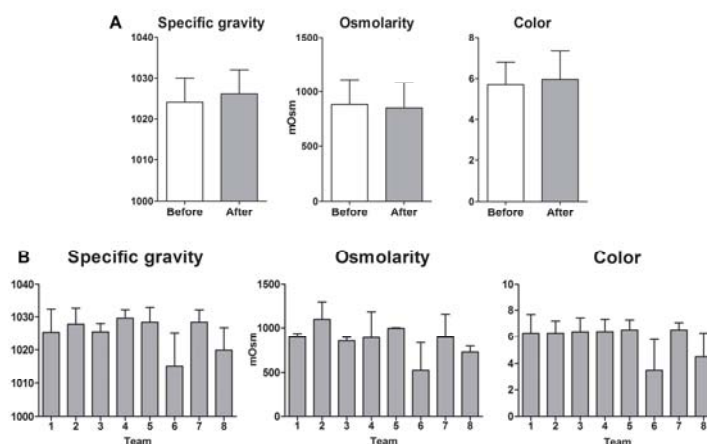 A
Specific gravity
1040
1030
1020
1010
1000
Before
After
Osmolarity
mOsm
1500
1000
500
0
Before
After
Color
8
6
4
2
0
Before
After
B
Specific gravity
1040
1030
1020
1010
1000
1 2 3 4 5 6 7 8
Team
Osmolarity
mOsm
1500
1000
500
0
1 2 3 4 5 6 7 8
Team
Color
8
6
4
2
0
1 2 3 4 5 6 7 8
Team